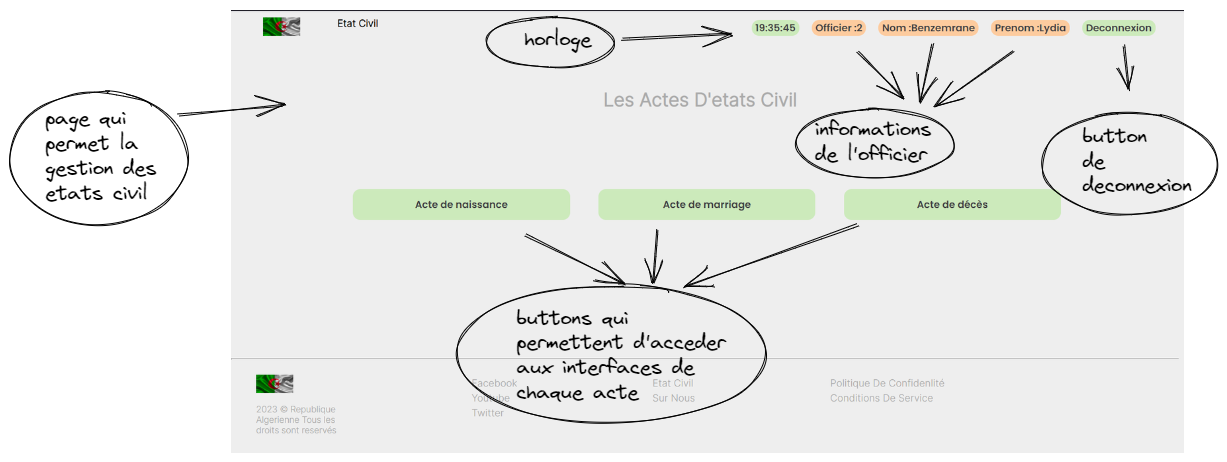 Etat Civil
horloge
19:35:45
Officier :2
Nom :Benzemrane
Prenom :Lydia
Deconnexion
Les Actes D'etats Civil
page qui
permet la
gestion des
etats civil
informations
de l'officier
button
de
deconnexion
Acte de naissance
Acte de marriage
Acte de décès
buttons qui
permettent d'acceder
aux interfaces de
chaque acte
2023 © Republique
Algerienne Tous les
droits sont reservés
Facebook
Youtube
Twitter
Etat Civil
Sur Nous
Politique De Confidenlité
Conditions De Service